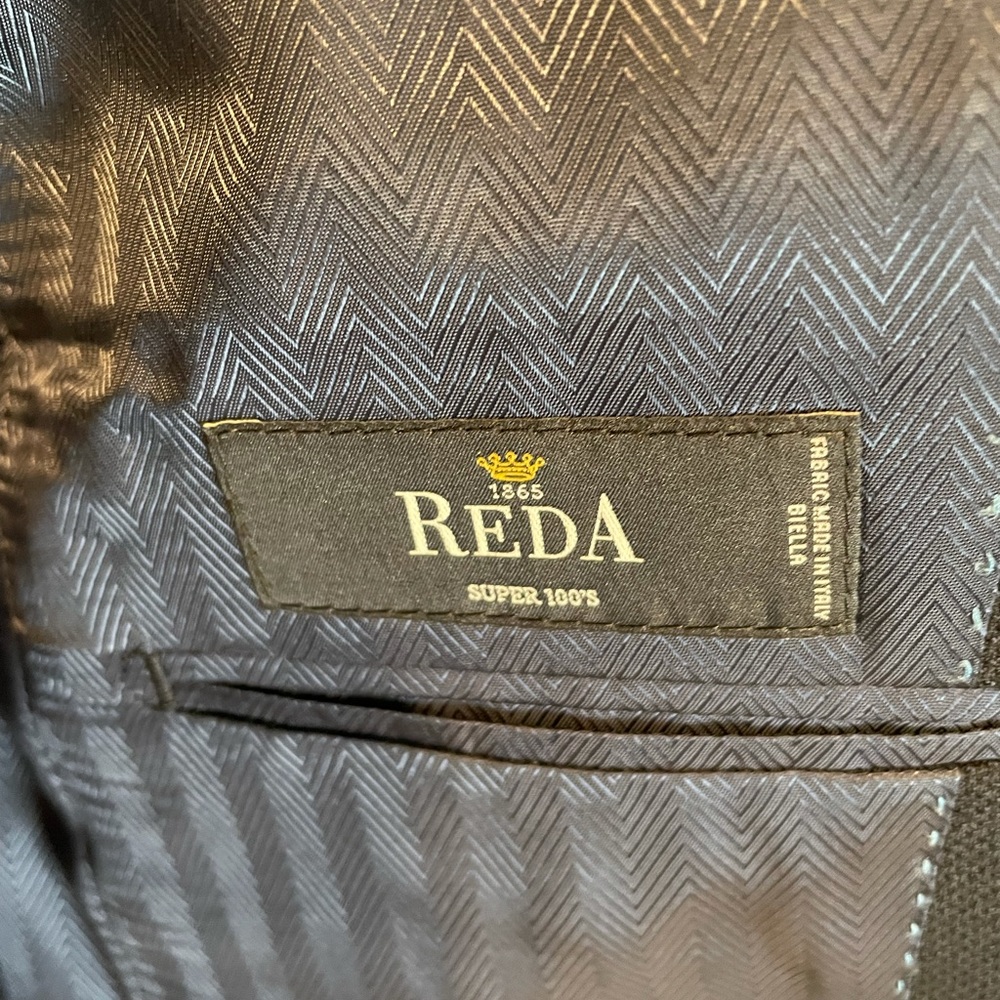 1865
REDA
SUPER 100'S
FABRIC MADE IN ITALY
BIELLA